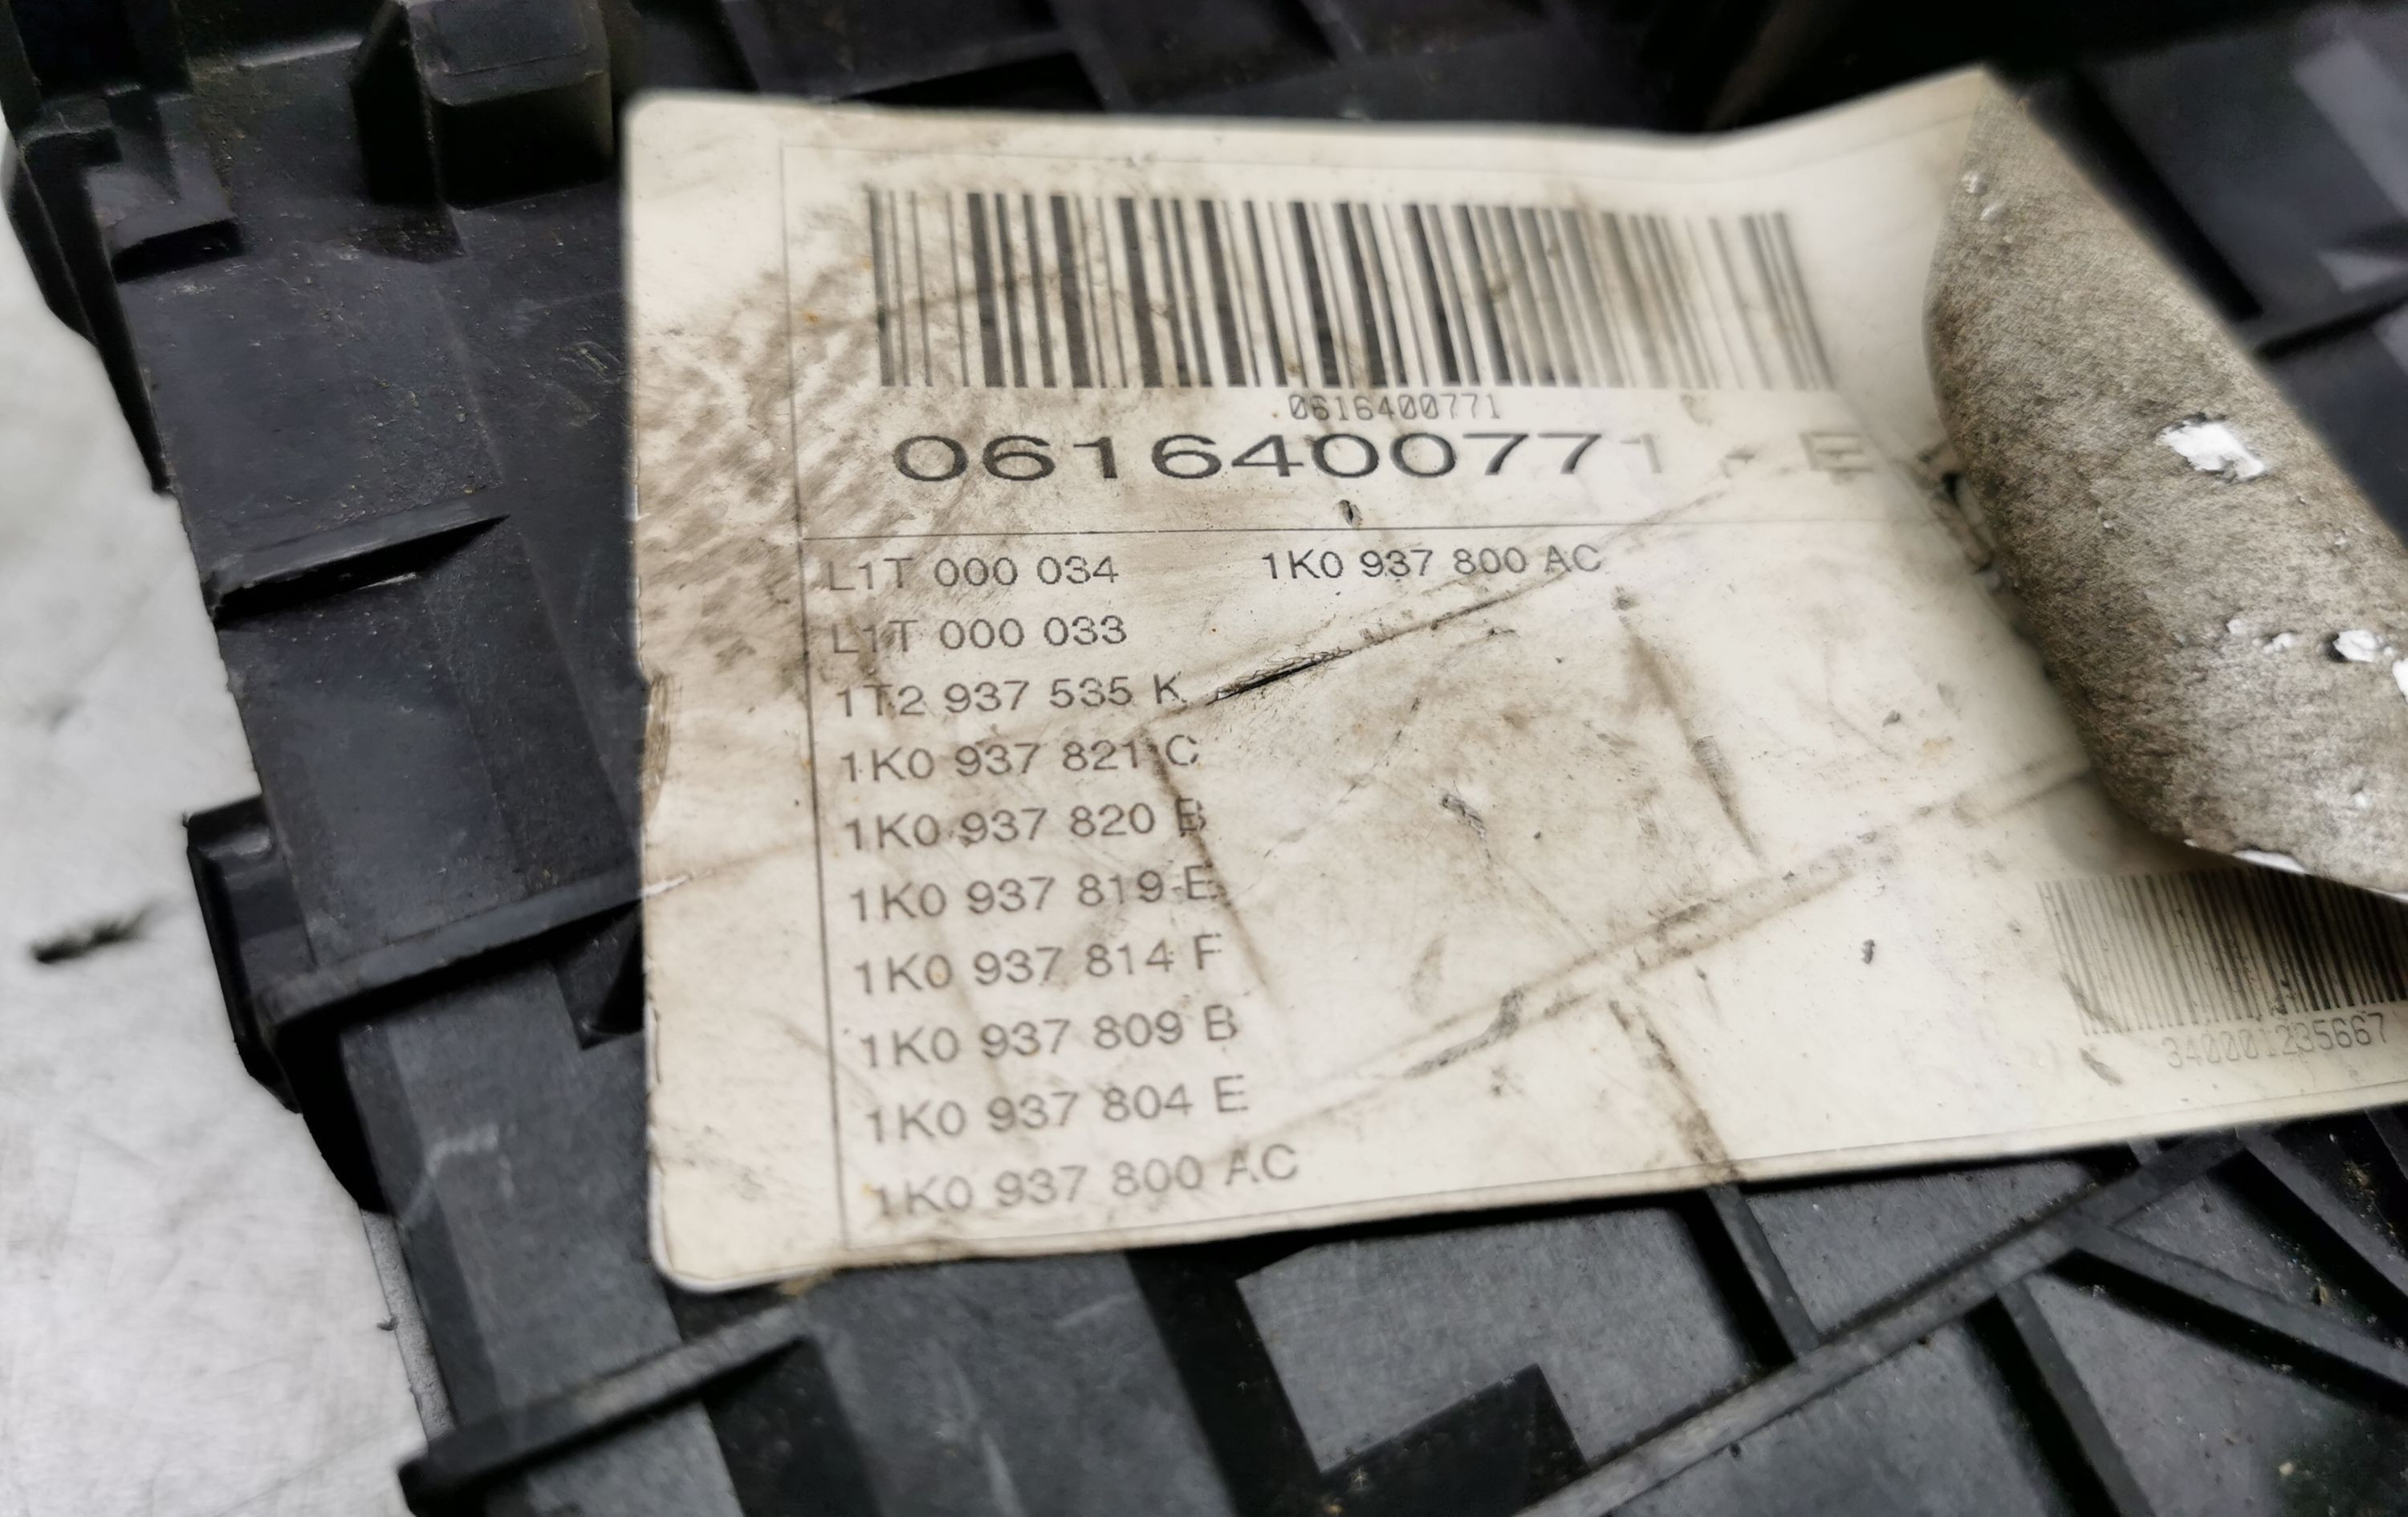 0616400771
0616400771 - E
L1T 000 034 1K0 937 800 AC
L1T 000 033
1T2 937 535 K
1K0 937 821 C
1K0 937 820 B
1K0 937 819 E
1K0 937 814 F
1K0 937 809 B
1K0 937 804 E
1K0 937 800 AC
340001235667